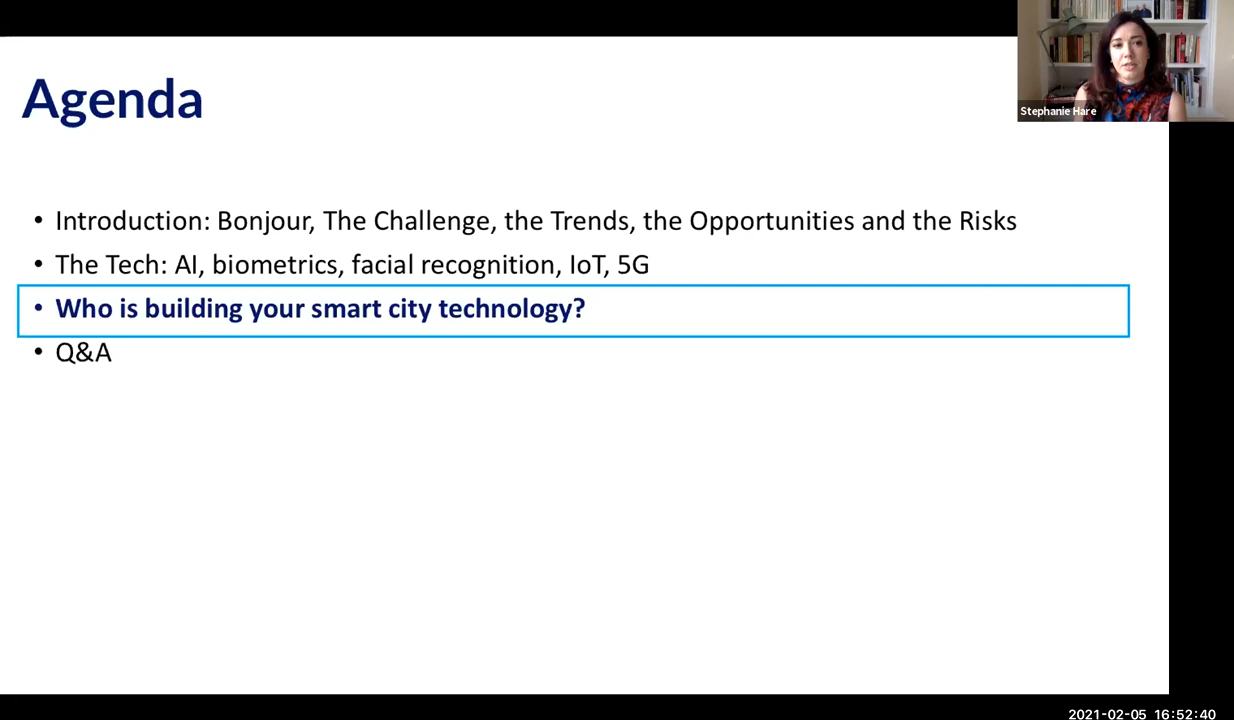 Agenda
Stephanie Hare
• Introduction: Bonjour, The Challenge, the Trends, the Opportunities and the Risks
• The Tech: AI, biometrics, facial recognition, IoT, 5G
• Who is building your smart city technology?
• Q&A
2021-02-05 16:52:40